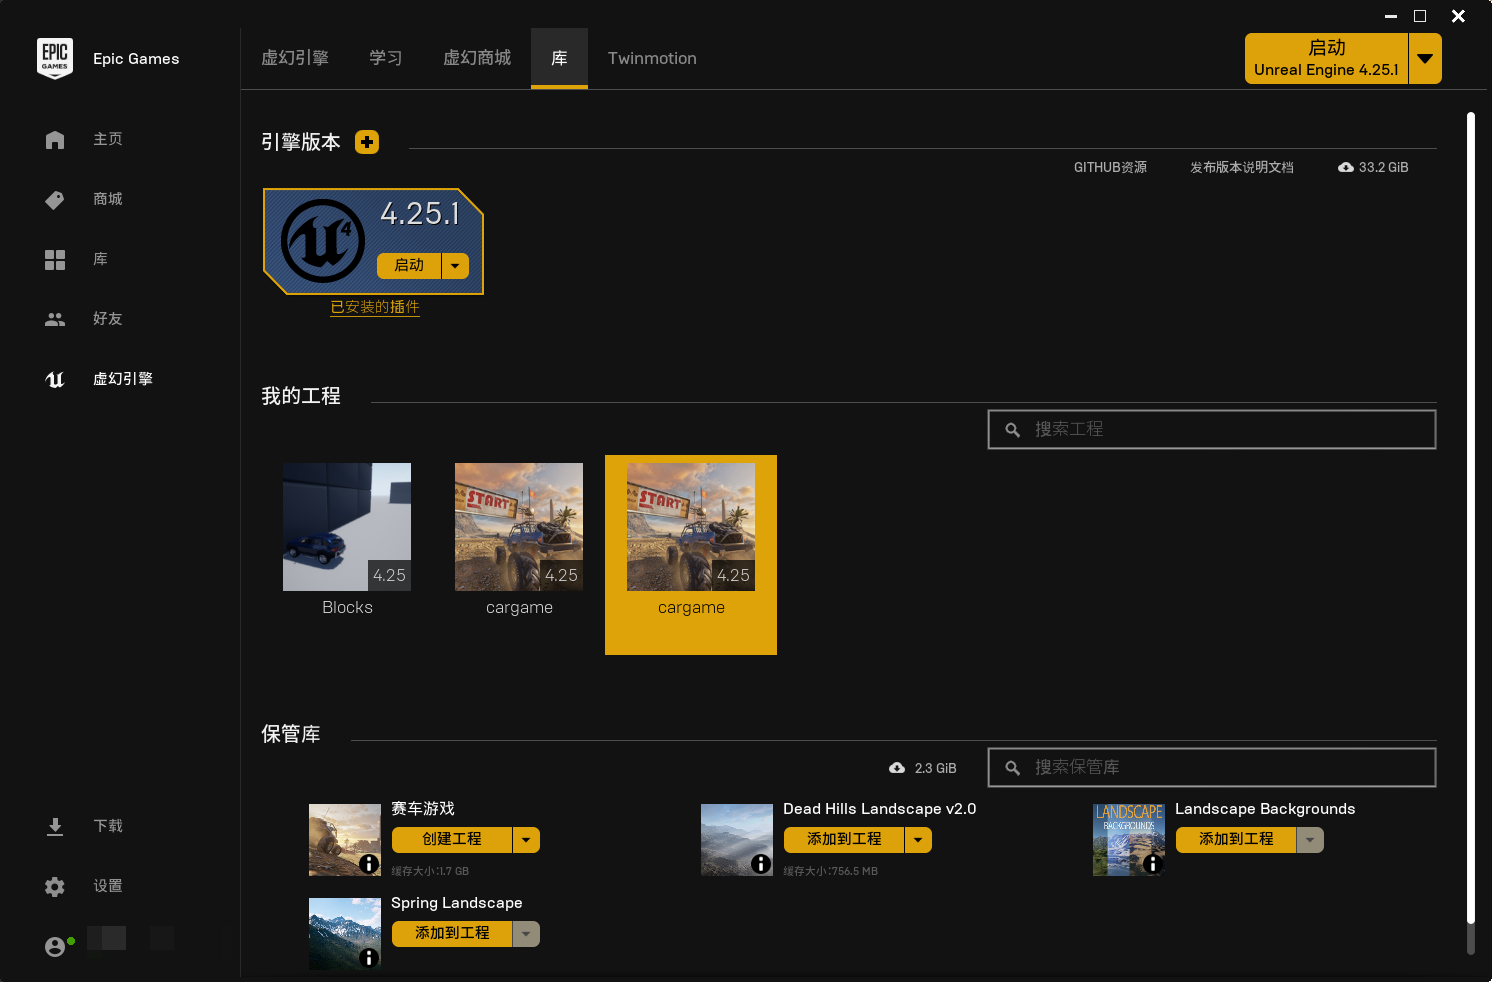 EPIC
GAMES
Epic Games
虚幻引擎
学习
虚幻商城
库
Twinmotion
启动
Unreal Engine 4.25.1
主页
商城
库
好友
虚幻引擎
引擎版本
GITHUB资源
发布版本说明文档
33.2 GiB
4.25.1
4
启动
已安装的插件
我的工程
搜索工程
START
4.25
START
4.25
4.25
Blocks
cargame
cargame
保管库
2.3 GiB
搜索保管库
赛车游戏
创建工程
缓存大小:1.7 GB
Dead Hills Landscape v2.0
添加到工程
缓存大小:756.5 MB
LANDSCAPE
BACKGROUNDS
Landscape Backgrounds
添加到工程
Spring Landscape
添加到工程
下载
设置